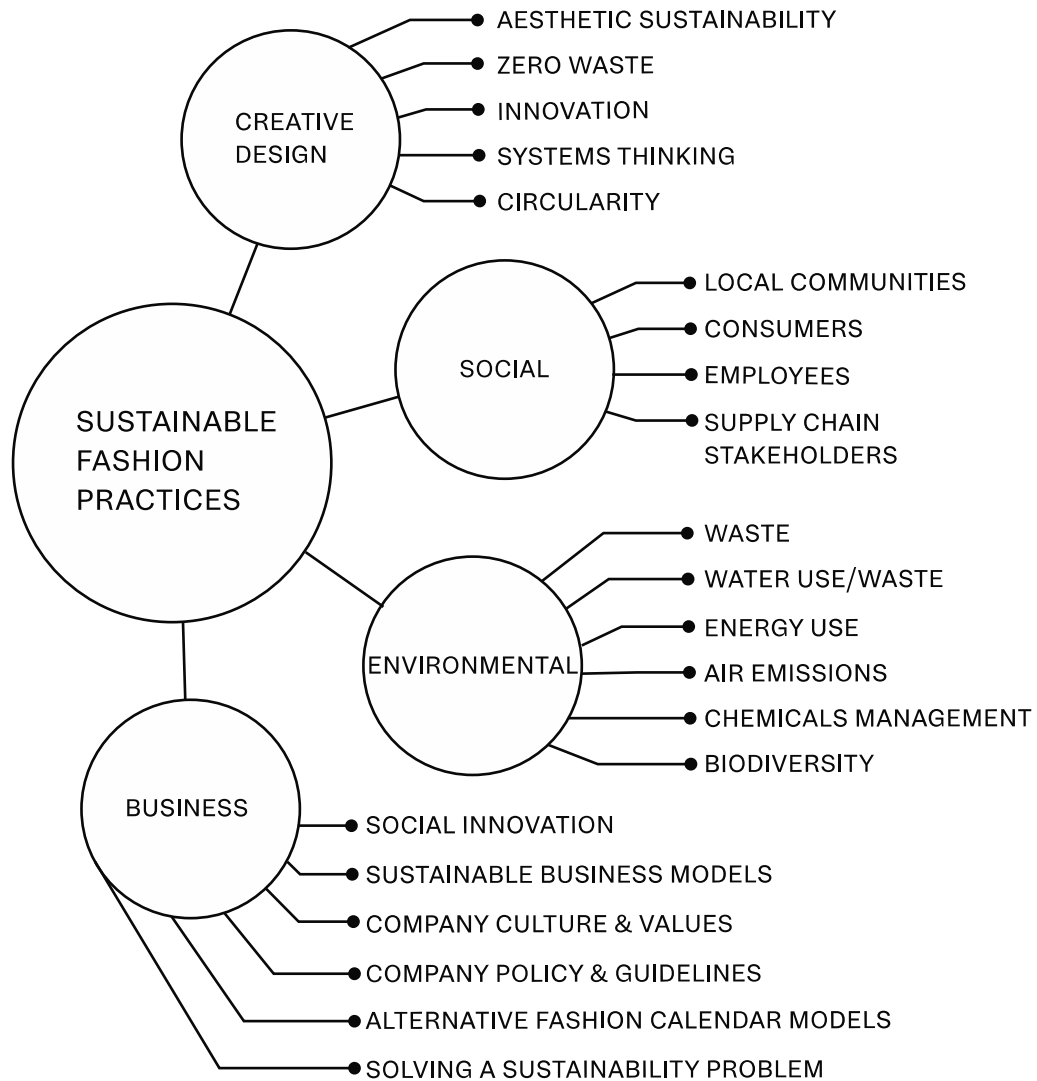 AESTHETIC SUSTAINABILITY
ZERO WASTE
INNOVATION
SYSTEMS THINKING
CIRCULARITY
CREATIVE
DESIGN
LOCAL COMMUNITIES
CONSUMERS
EMPLOYEES
SUPPLY CHAIN
STAKEHOLDERS
SOCIAL
SUSTAINABLE
FASHION
PRACTICES
WASTE
WATER USE/WASTE
ENERGY USE
AIR EMISSIONS
CHEMICALS MANAGEMENT
BIODIVERSITY
ENVIRONMENTAL
BUSINESS
SOCIAL INNOVATION
SUSTAINABLE BUSINESS MODELS
COMPANY CULTURE & VALUES
COMPANY POLICY & GUIDELINES
ALTERNATIVE FASHION CALENDAR MODELS
SOLVING A SUSTAINABILITY PROBLEM